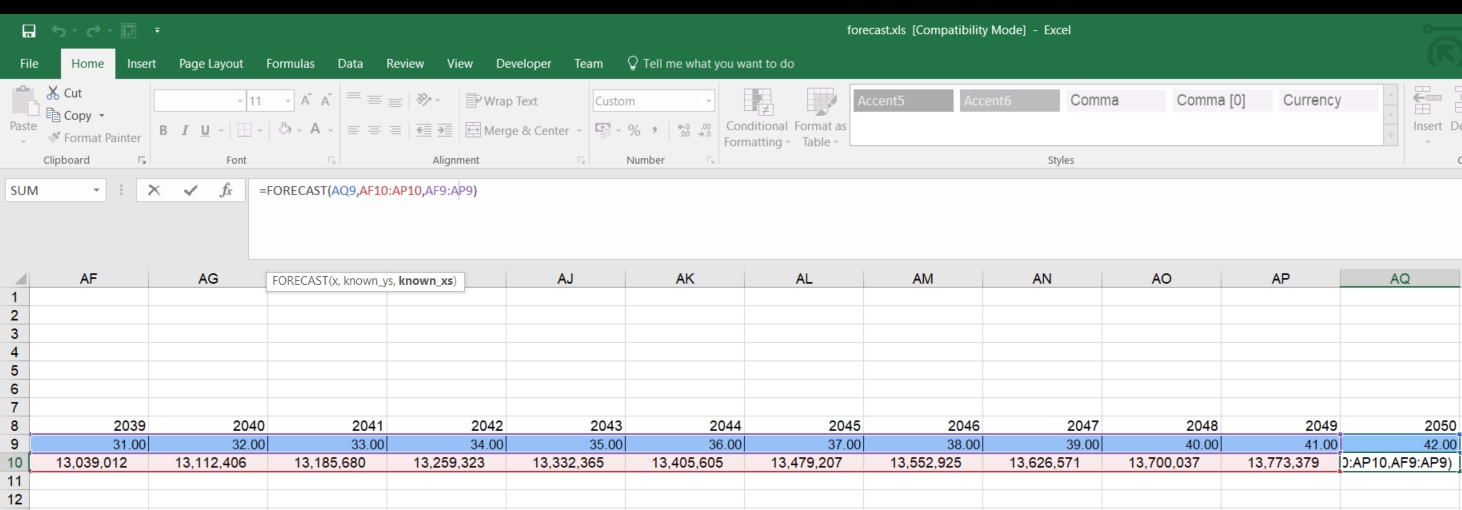 forecast.xls [Compatibility Mode] - Excel
File Home Insert Page Layout Formulas Data Review View Developer Team Tell me what you want to do
Cut
Copy
Format Painter
Paste
Clipboard
11 A A
B I U A
Font
Wrap Text
Merge & Center
Alignment
Custom
% , .0 .00 .00 .0
Number
Conditional Formatting
Format as Table
Accent5 Accent6 Comma Comma [0] Currency
Styles
Insert De
SUM fx =FORECAST(AQ9,AF10:AP10,AF9:AP9)
AF AG AJ AK AL AM AN AO AP AQ
FORECAST(x, known_ys, known_xs)
1
2
3
4
5
6
7
8 2039 2040 2041 2042 2043 2044 2045 2046 2047 2048 2049 2050
9 31.00 32.00 33.00 34.00 35.00 36.00 37.00 38.00 39.00 40.00 41.00 42.00
10 13,039,012 13,112,406 13,185,680 13,259,323 13,332,365 13,405,605 13,479,207 13,552,925 13,626,571 13,700,037 13,773,379 0:AP10,AF9:AP9)
11
12